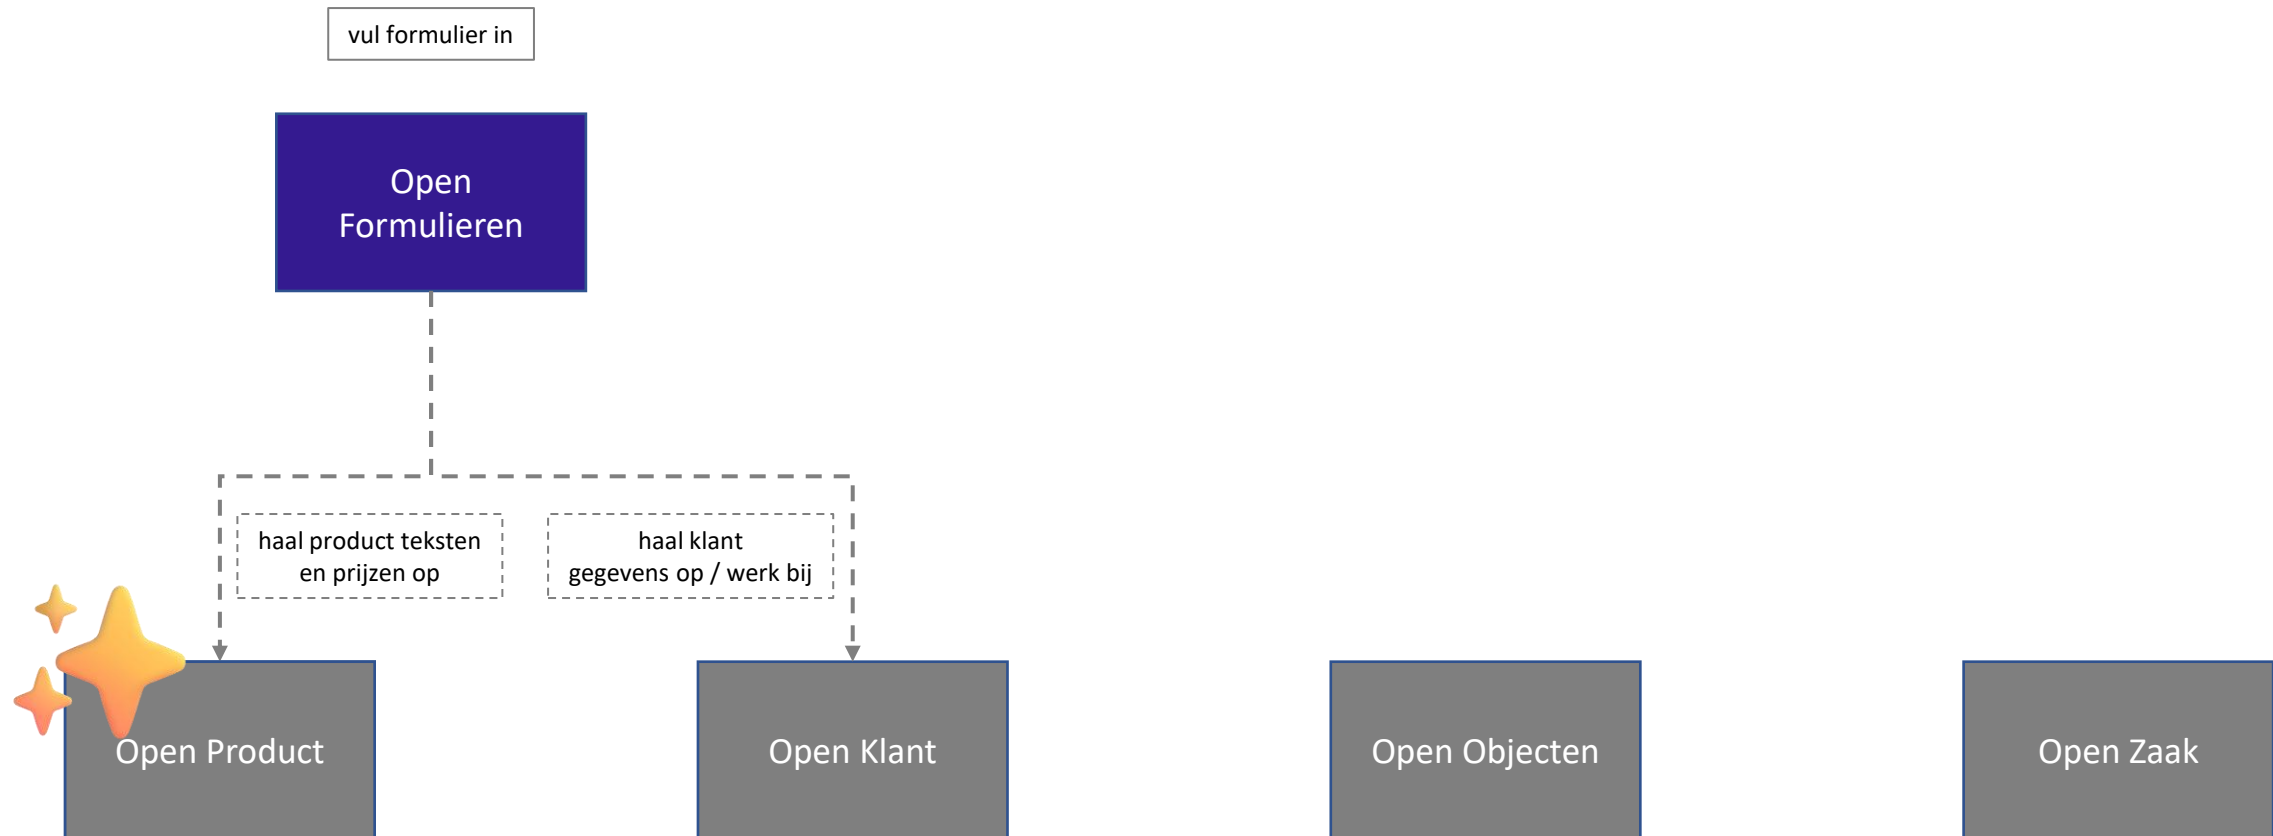 vul formulier in
Open
Formulieren
haal product teksten
en prijzen op
haal klant
gegevens op / werk bij
Open Product
Open Klant
Open Objecten
Open Zaak